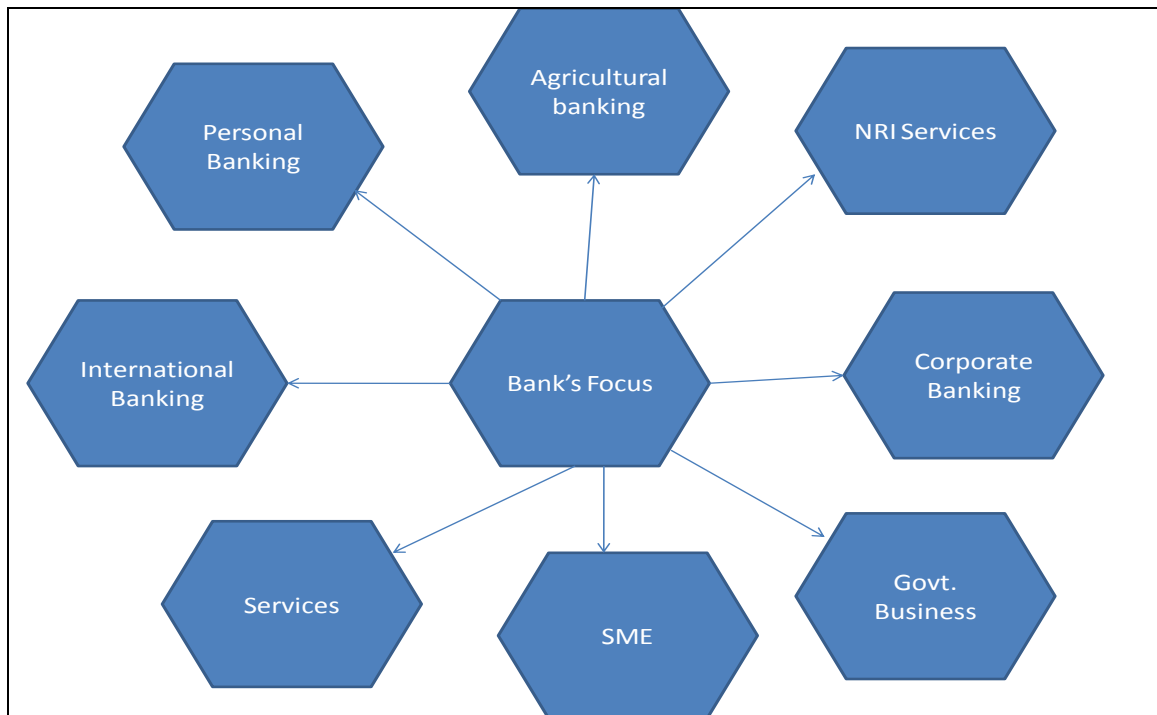 Agricultural
banking
Personal
Banking
NRI Services
International
Banking
Bank’s Focus
Corporate
Banking
Services
SME
Govt.
Business